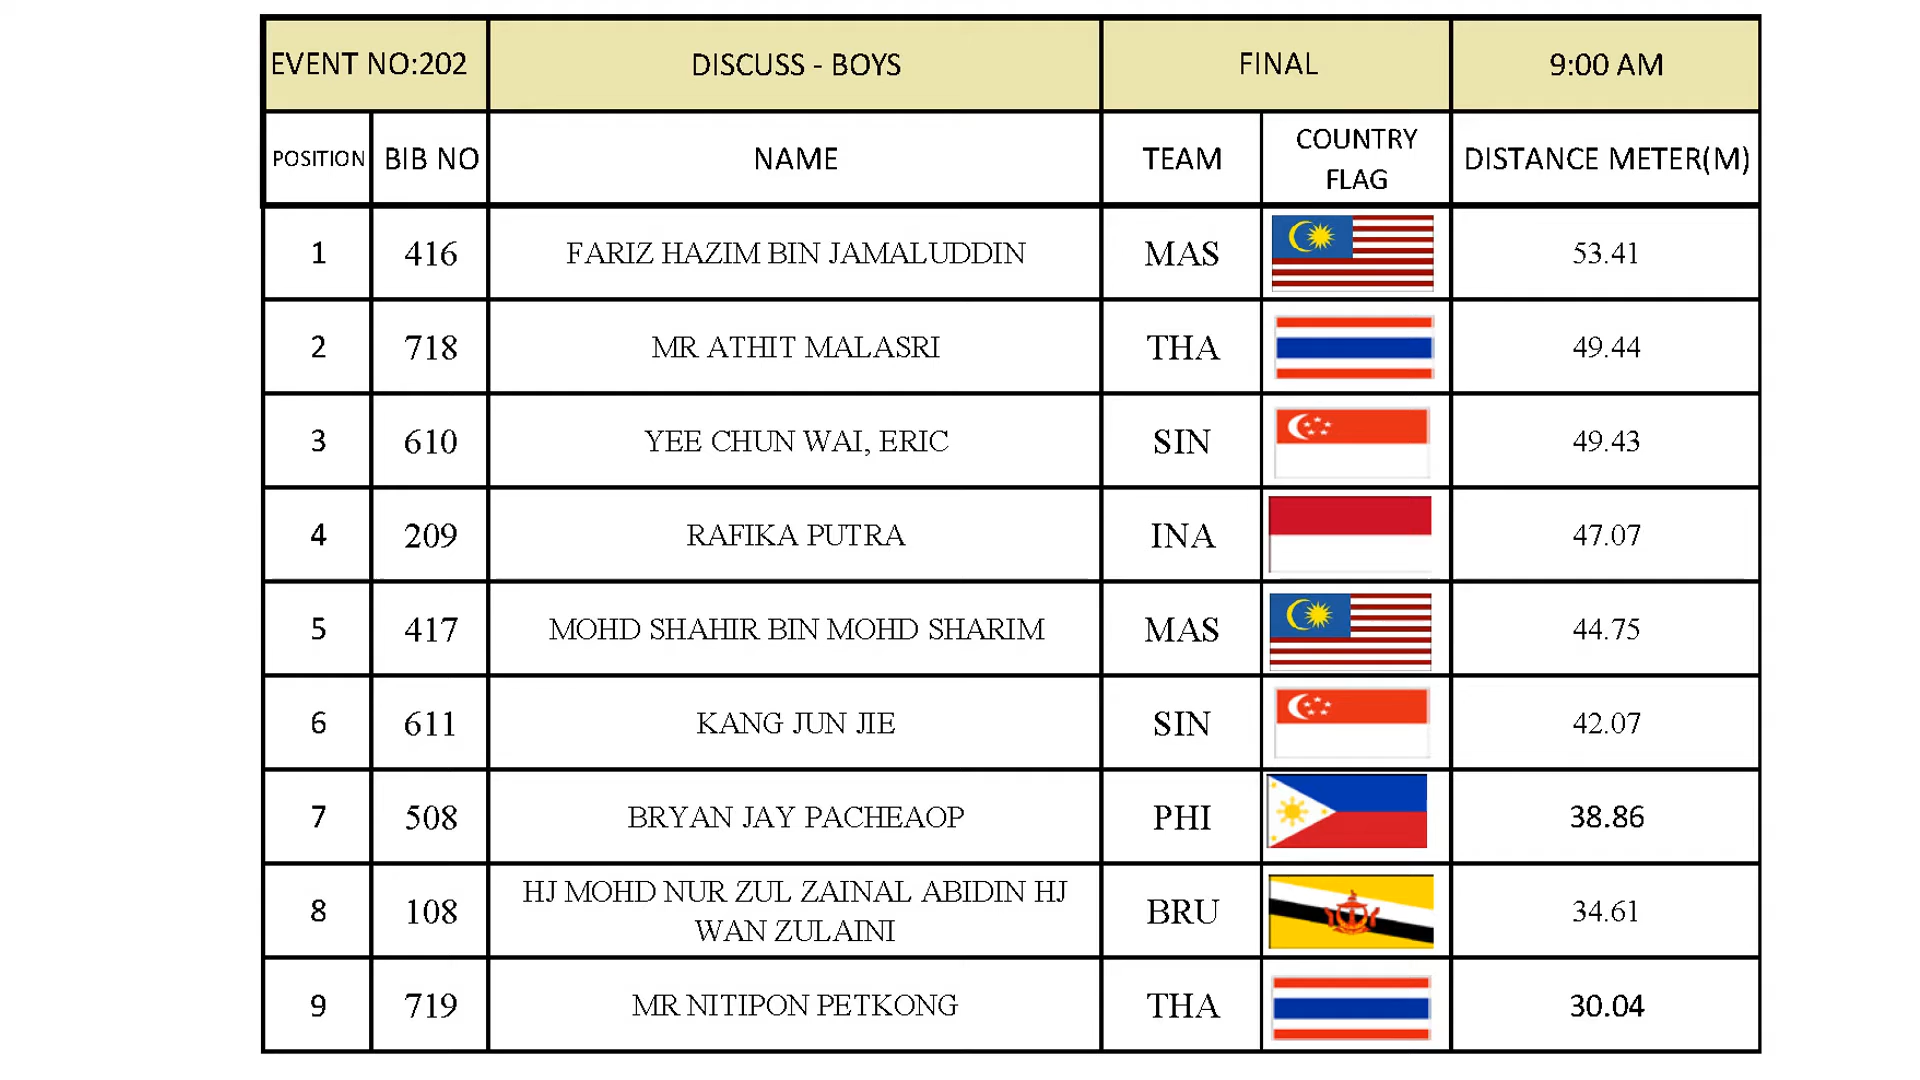 EVENT NO:202 DISCUSS - BOYS FINAL 9:00 AM
POSITION BIB NO NAME TEAM COUNTRY FLAG DISTANCE METER(M)
1 416 FARIZ HAZIM BIN JAMALUDDIN MAS 53.41
2 718 MR ATHIT MALASRI THA 49.44
3 610 YEE CHUN WAI, ERIC SIN 49.43
4 209 RAFIKA PUTRA INA 47.07
5 417 MOHD SHAHIR BIN MOHD SHARIM MAS 44.75
6 611 KANG JUN JIE SIN 42.07
7 508 BRYAN JAY PACHEAOP PHI 38.86
8 108 HJ MOHD NUR ZUL ZAINAL ABIDIN HJ WAN ZULAINI BRU 34.61
9 719 MR NITIPON PETKONG THA 30.04